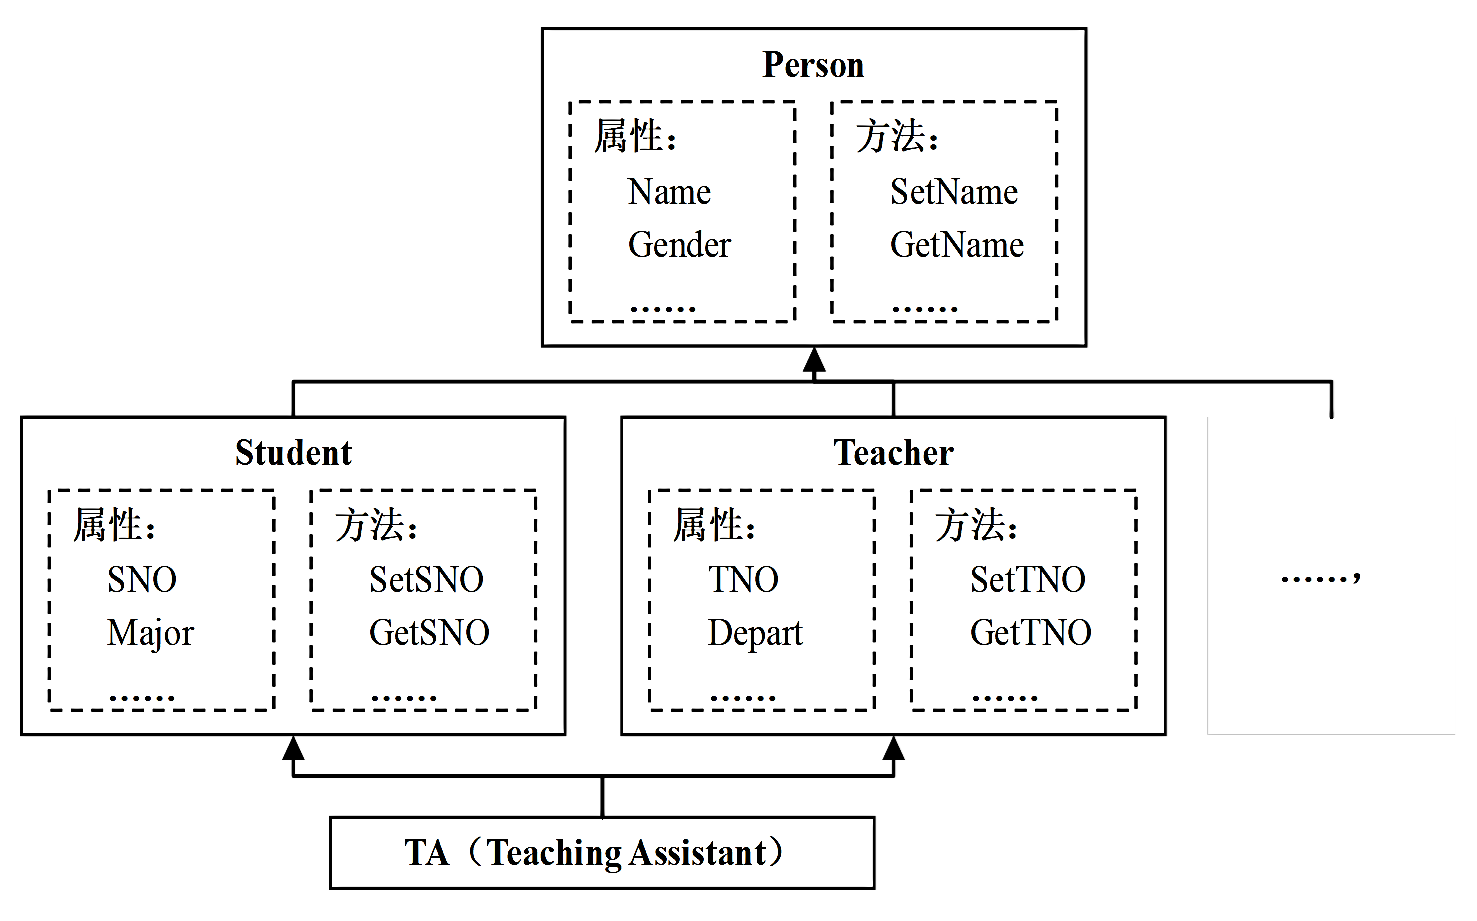 Person
属性：
Name
Gender
……
方法：
SetName
GetName
……
Student
属性：
SNO
Major
……
方法：
SetSNO
GetSNO
……
Teacher
属性：
TNO
Depart
……
方法：
SetTNO
GetTNO
……
……，
TA（Teaching Assistant）